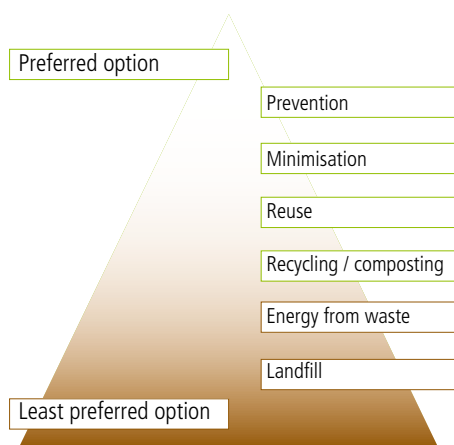 Preferred option
Prevention
Minimisation
Reuse
Recycling / composting
Energy from waste
Landfill
Least preferred option